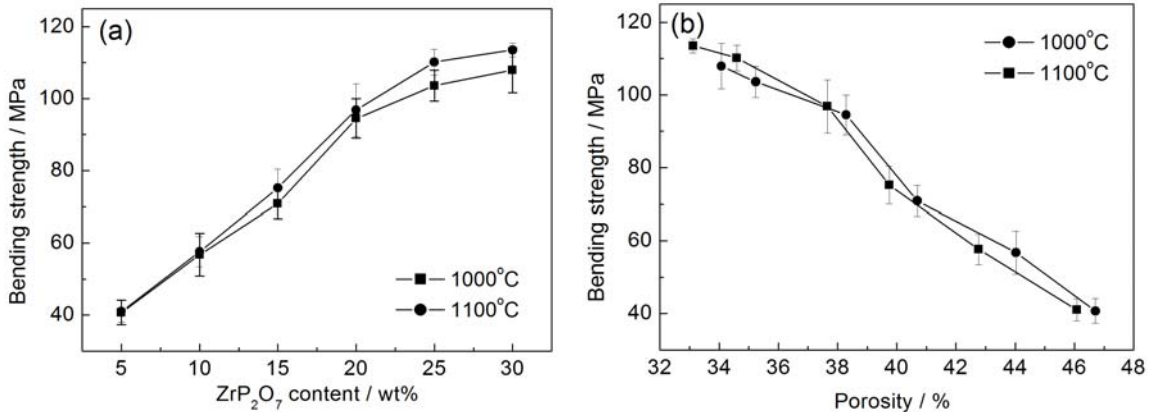 (a)
Bending strength / MPa
120
100
80
60
40
5 10 15 20 25 30
ZrP₂O₇ content / wt%
1000°C
1100°C
(b)
Bending strength / MPa
120
100
80
60
40
32 34 36 38 40 42 44 46 48
Porosity / %
1000°C
1100°C